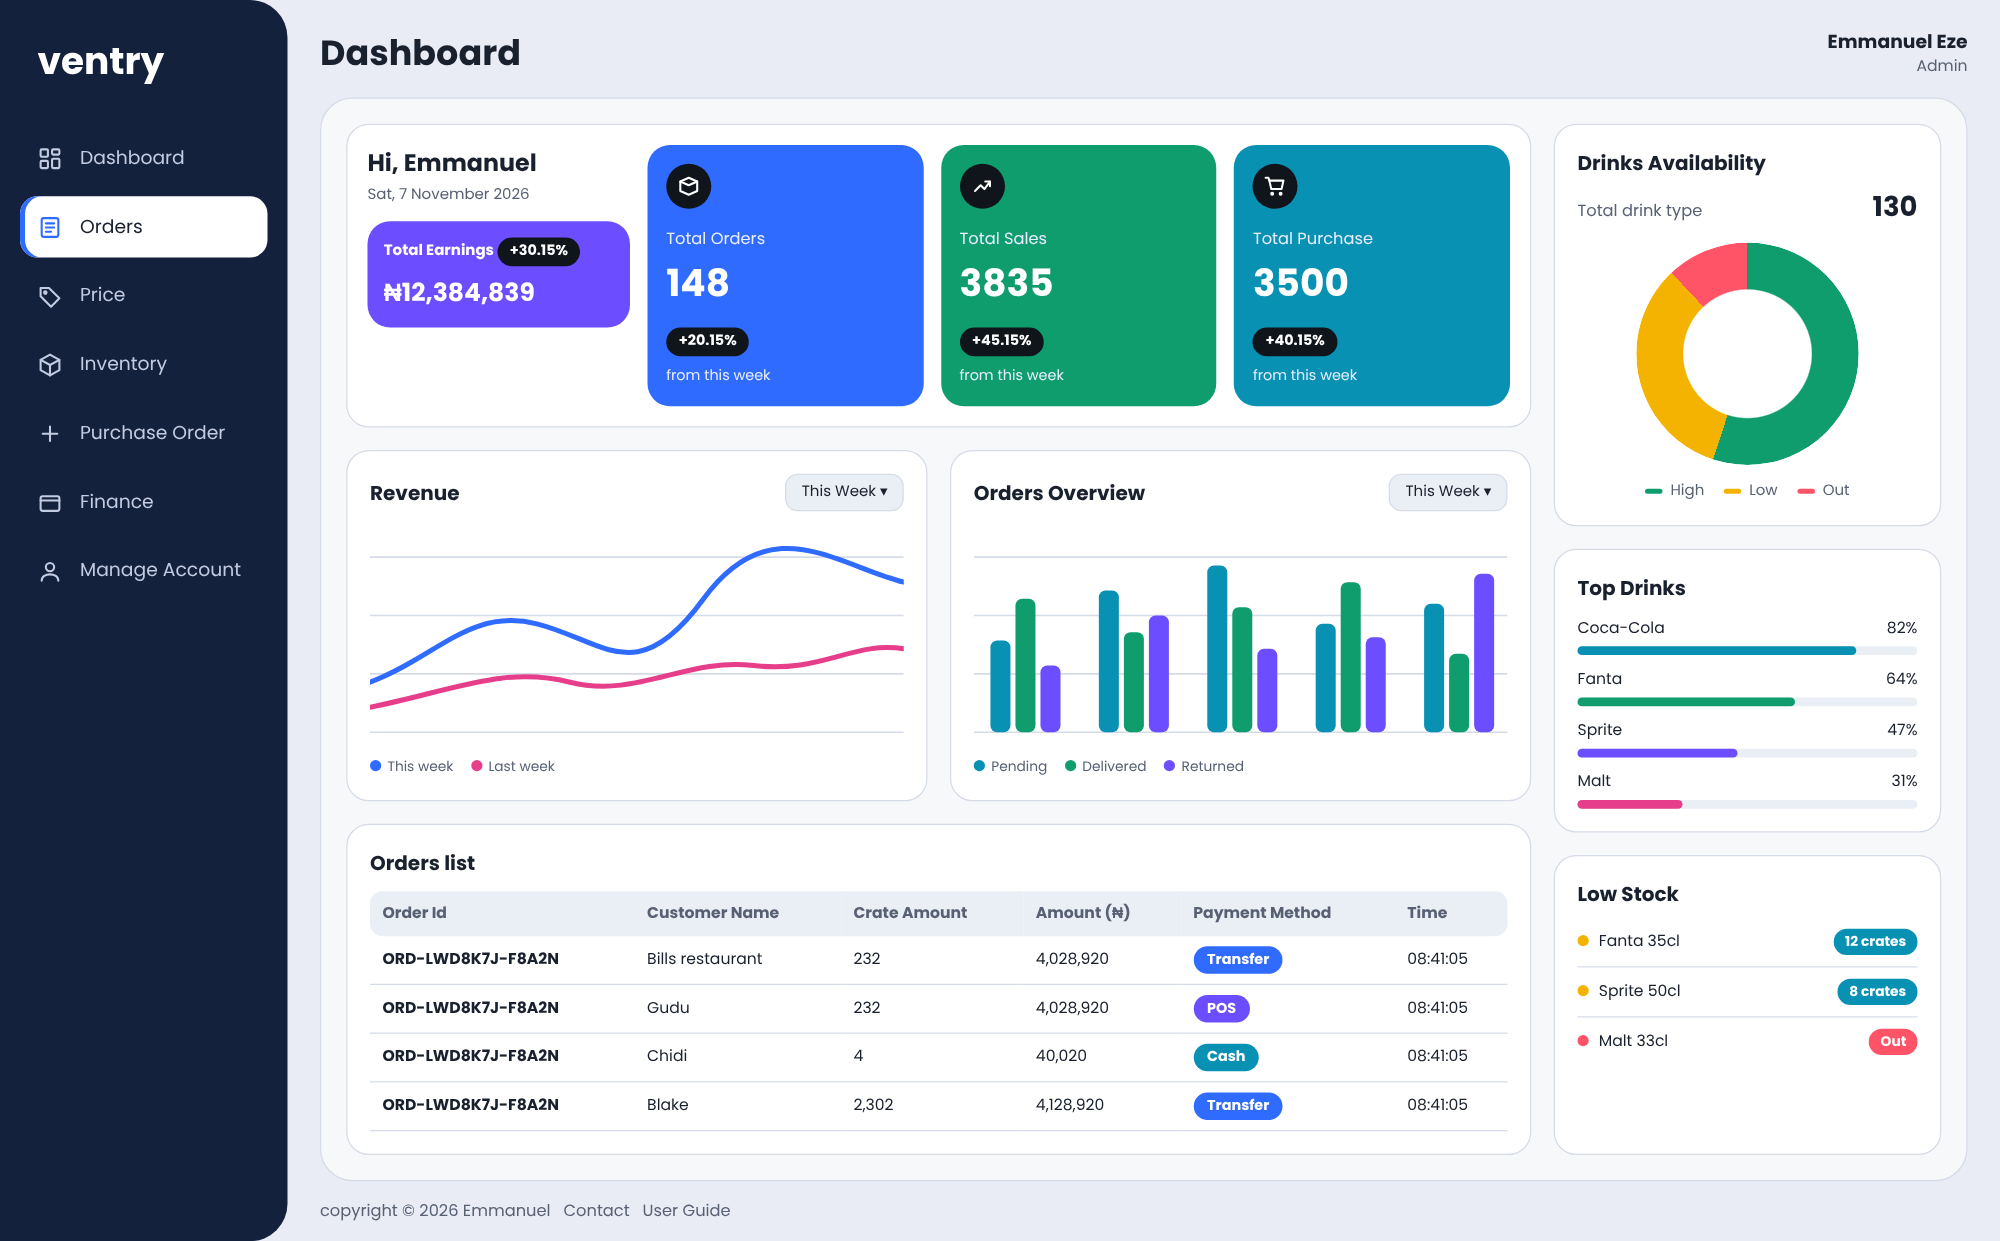 ventry
Dashboard
Orders
Price
Inventory
Purchase Order
Finance
Manage Account
Dashboard
Emmanuel Eze
Admin
Hi, Emmanuel
Sat, 7 November 2026
Total Earnings +30.15%
₦12,384,839
Total Orders
148
+20.15%
from this week
Total Sales
3835
+45.15%
from this week
Total Purchase
3500
+40.15%
from this week
Revenue
This Week ▾
This week Last week
Orders Overview
This Week ▾
Pending Delivered Returned
Orders list
Order Id Customer Name Crate Amount Amount (₦) Payment Method Time
ORD-LWD8K7J-F8A2N Bills restaurant 232 4,028,920 Transfer 08:41:05
ORD-LWD8K7J-F8A2N Gudu 232 4,028,920 POS 08:41:05
ORD-LWD8K7J-F8A2N Chidi 4 40,020 Cash 08:41:05
ORD-LWD8K7J-F8A2N Blake 2,302 4,128,920 Transfer 08:41:05
Drinks Availability
Total drink type 130
High Low Out
Top Drinks
Coca-Cola 82%
Fanta 64%
Sprite 47%
Malt 31%
Low Stock
Fanta 35cl 12 crates
Sprite 50cl 8 crates
Malt 33cl Out
copyright © 2026 Emmanuel Contact User Guide